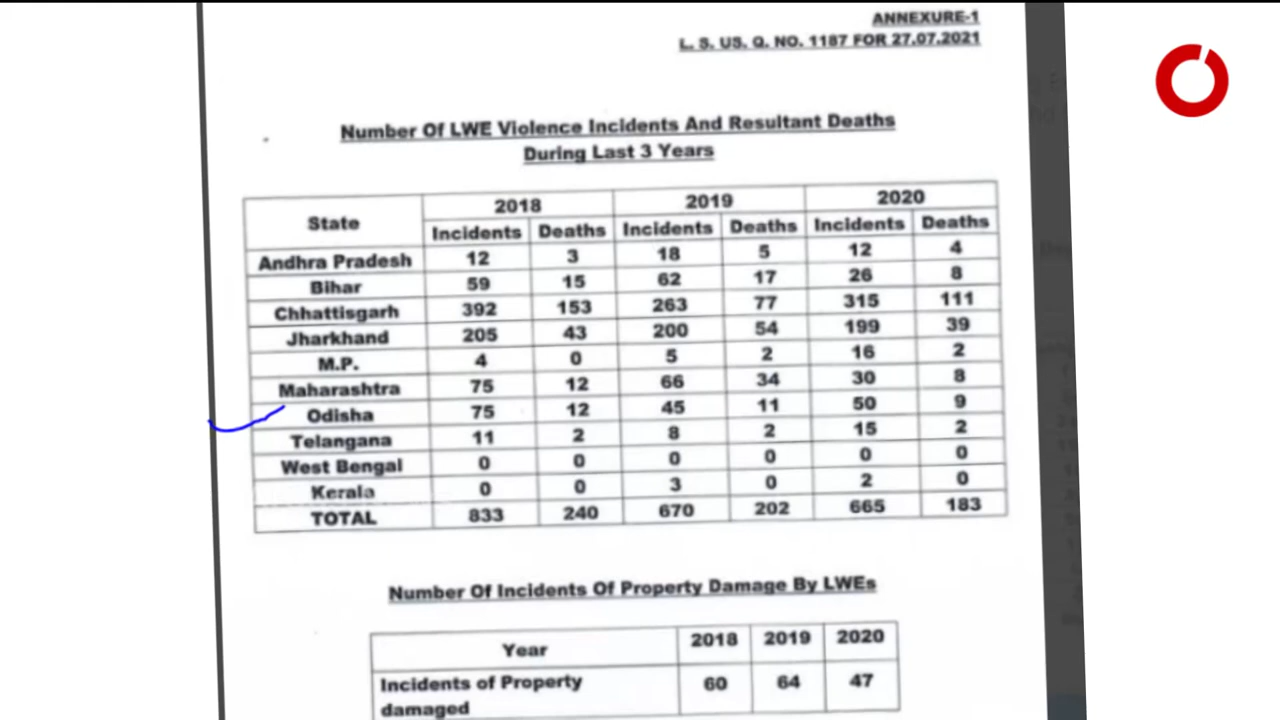 ANNEXURE-1
L. S. US. Q. NO. 1187 FOR 27.07.2021
Number Of LWE Violence Incidents And Resultant Deaths
During Last 3 Years
State 2018 2019 2020
Incidents Deaths Incidents Deaths Incidents Deaths
Andhra Pradesh 12 3 18 5 12 4
Bihar 59 15 62 17 26 8
Chhattisgarh 392 153 263 77 315 111
Jharkhand 205 43 200 54 199 39
M.P. 4 0 5 2 16 2
Maharashtra 75 12 66 34 30 8
Odisha 75 12 45 11 50 9
Telangana 11 2 8 2 15 2
West Bengal 0 0 0 0 0 0
Kerala 0 0 3 0 2 0
TOTAL 833 240 670 202 665 183
Number Of Incidents Of Property Damage By LWEs
Year 2018 2019 2020
Incidents of Property 60 64 47
damaged